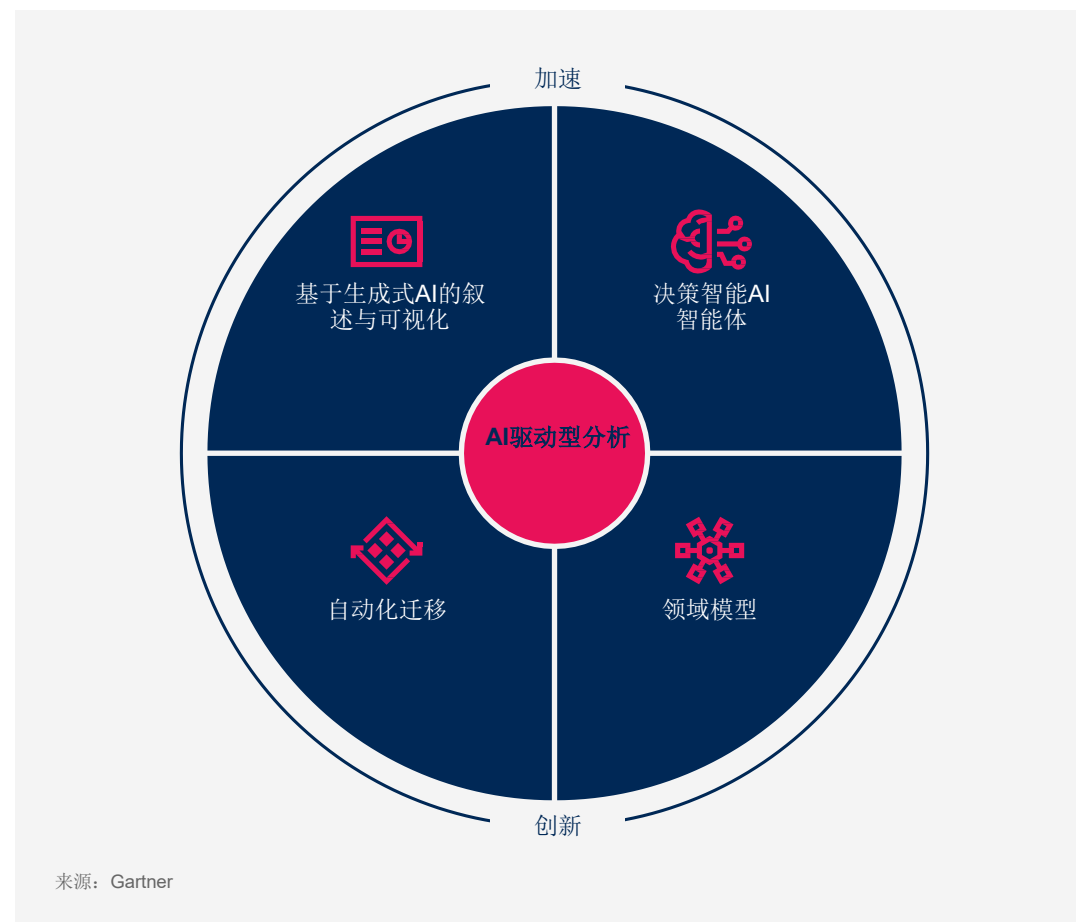 加速
基于生成式AI的叙
述与可视化
决策智能AI
智能体
AI驱动型分析
自动化迁移
领域模型
创新
来源：Gartner